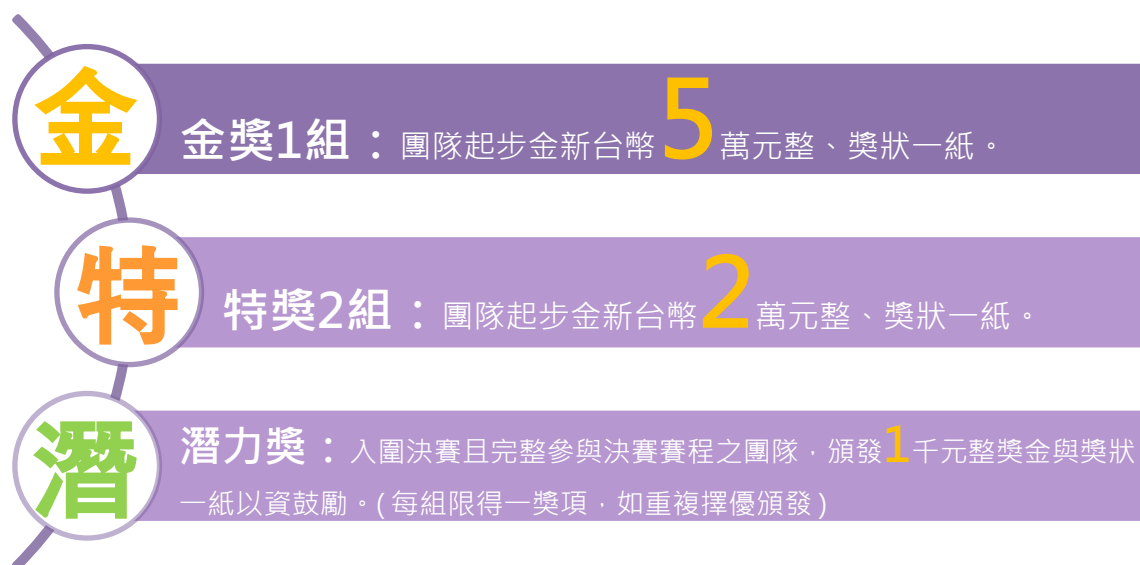 金
金獎1組：團隊起步金新台幣5萬元整、獎狀一紙。
特
特獎2組：團隊起步金新台幣2萬元整、獎狀一紙。
潛
潛力獎：入圍決賽且完整參與決賽賽程之團隊，頒發1千元整獎金與獎狀
一紙以資鼓勵。(每組限得一獎項，如重複擇優頒發)